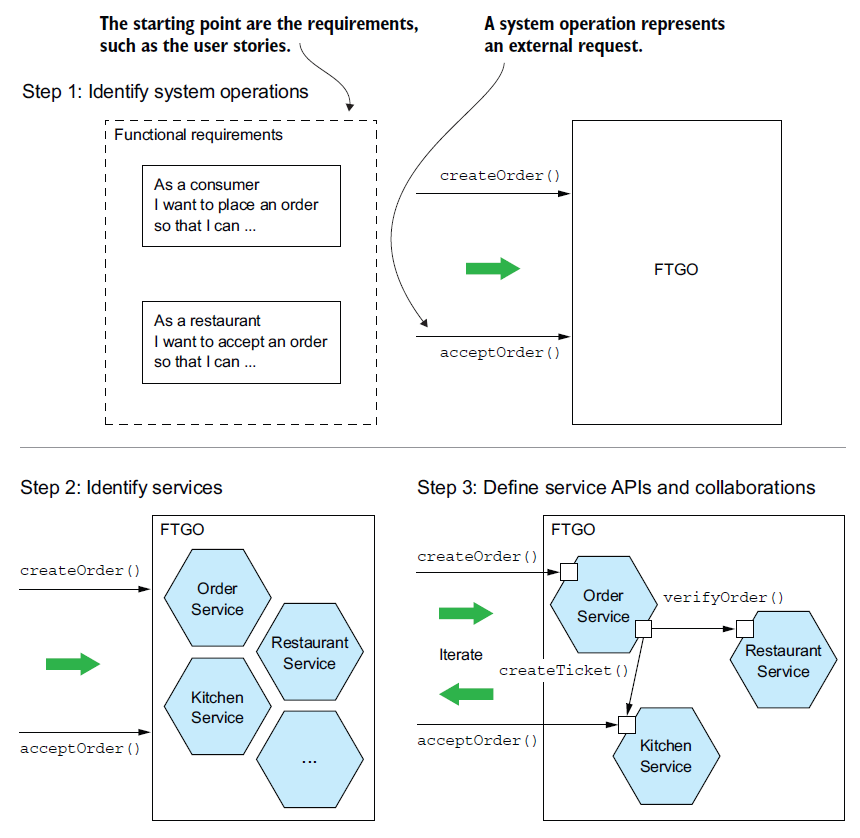 The starting point are the requirements,
such as the user stories.
A system operation represents
an external request.
Step 1: Identify system operations
Functional requirements
As a consumer
I want to place an order
so that I can ...
As a restaurant
I want to accept an order
so that I can ...
createOrder()
FTGO
acceptOrder()
Step 2: Identify services
FTGO
createOrder()
Order
Service
Restaurant
Service
Kitchen
Service
...
acceptOrder()
Step 3: Define service APIs and collaborations
FTGO
createOrder()
Order
Service
verifyOrder()
Restaurant
Service
Iterate
createTicket()
acceptOrder()
Kitchen
Service